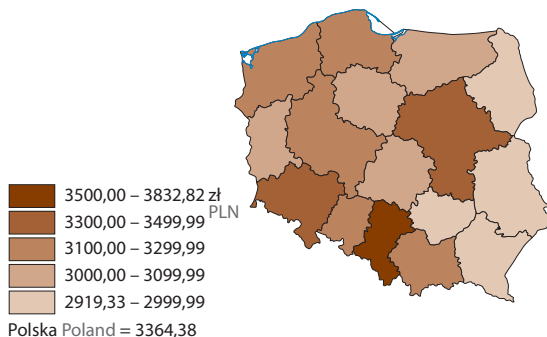 3500,00 – 3832,82 zł
PLN
3300,00 – 3499,99
3100,00 – 3299,99
3000,00 – 3099,99
2919,33 – 2999,99
Polska Poland = 3364,38